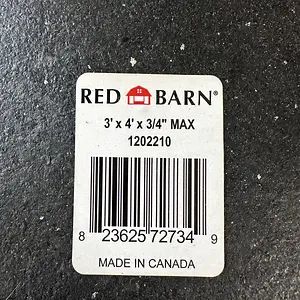 RED BARN®
3' x 4' x 3/4" MAX
1202210
8 23625 72734 9
MADE IN CANADA